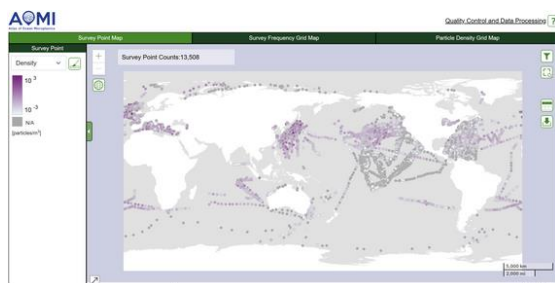 AOMI
Atlas of Ocean Microplastics
Quality Control and Data Processing ?
Survey Point Map
Survey Frequency Grid Map
Particle Density Grid Map
Survey Point
Density
Survey Point Counts:13,508
10 3
10 -3
N/A
[particles/m3]
5,000 km
2,000 mi